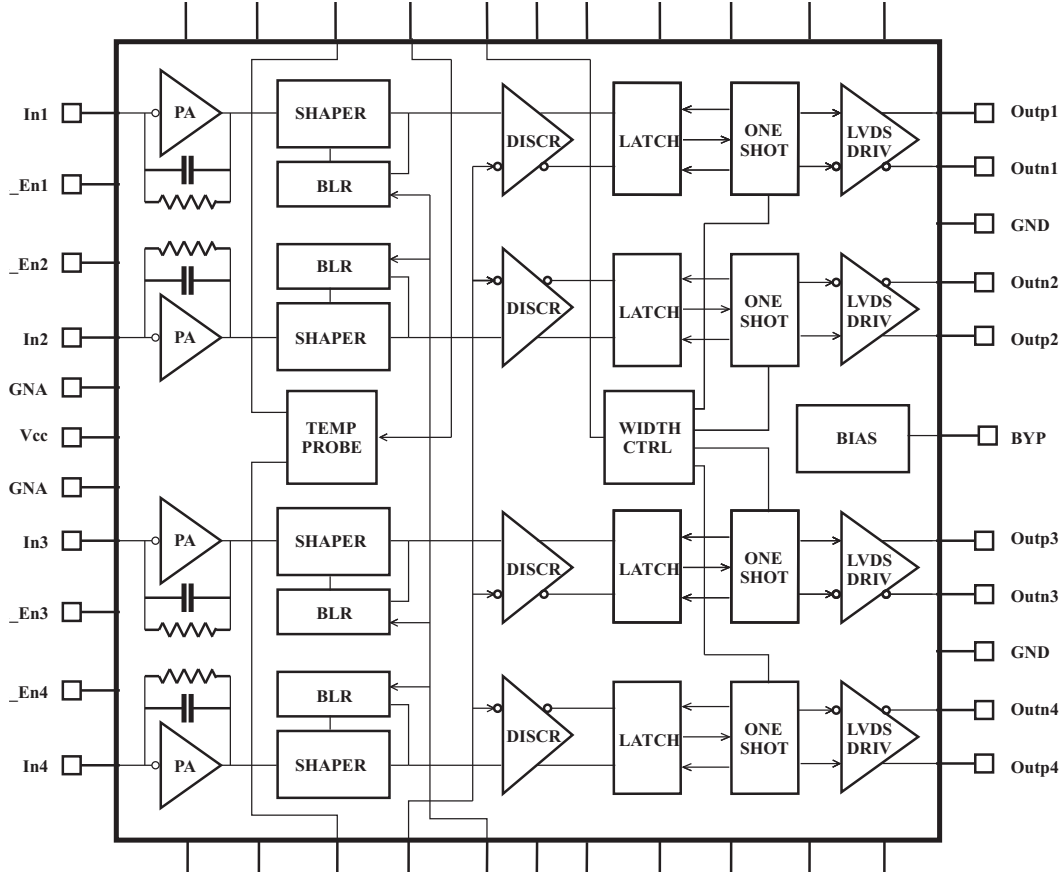 In1
PA
SHAPER
DISCR
LATCH
ONE
SHOT
LVDS
DRIV
Outp1
_En1
BLR
Outn1
GND
_En2
BLR
DISCR
LATCH
ONE
SHOT
LVDS
DRIV
Outn2
In2
PA
SHAPER
Outp2
GNA
Vcc
TEMP
PROBE
WIDTH
CTRL
BIAS
BYP
GNA
In3
PA
SHAPER
DISCR
LATCH
ONE
SHOT
LVDS
DRIV
Outp3
_En3
BLR
Outn3
GND
_En4
BLR
DISCR
LATCH
ONE
SHOT
LVDS
DRIV
Outn4
In4
PA
SHAPER
Outp4